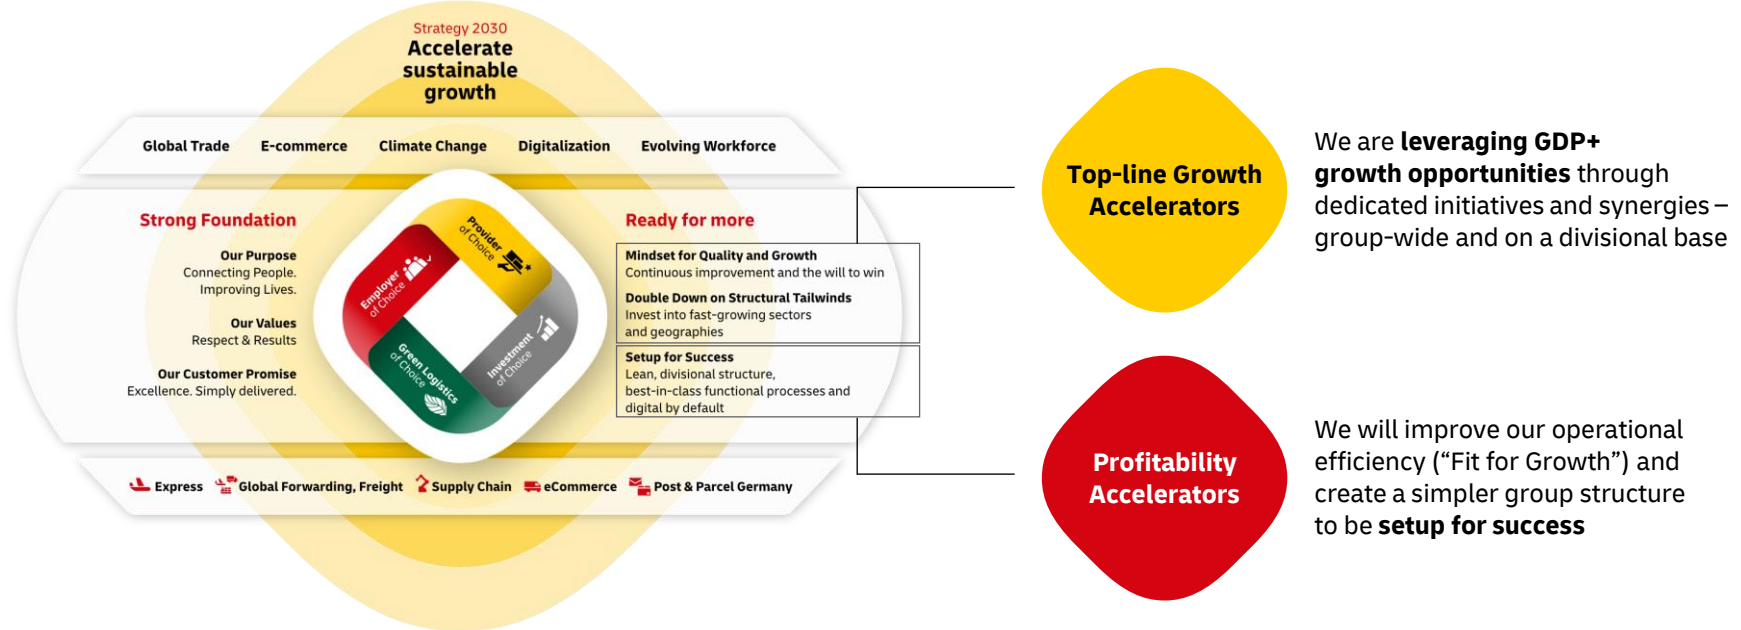 Strategy 2030
Accelerate
sustainable
growth
Global Trade
E-commerce
Climate Change
Digitalization
Evolving Workforce
Strong Foundation
Our Purpose
Connecting People.
Improving Lives.
Our Values
Respect & Results
Our Customer Promise
Excellence. Simply delivered.
Provider
of Choice
Employer
of Choice
Investment
of Choice
Green Logistics
of Choice
Ready for more
Mindset for Quality and Growth
Continuous improvement and the will to win
Double Down on Structural Tailwinds
Invest into fast-growing sectors
and geographies
Setup for Success
Lean, divisional structure,
best-in-class functional processes and
digital by default
Express
Global Forwarding, Freight
Supply Chain
eCommerce
Post & Parcel Germany
Top-line Growth
Accelerators
We are leveraging GDP+
growth opportunities through
dedicated initiatives and synergies –
group-wide and on a divisional base
Profitability
Accelerators
We will improve our operational
efficiency (“Fit for Growth”) and
create a simpler group structure
to be setup for success